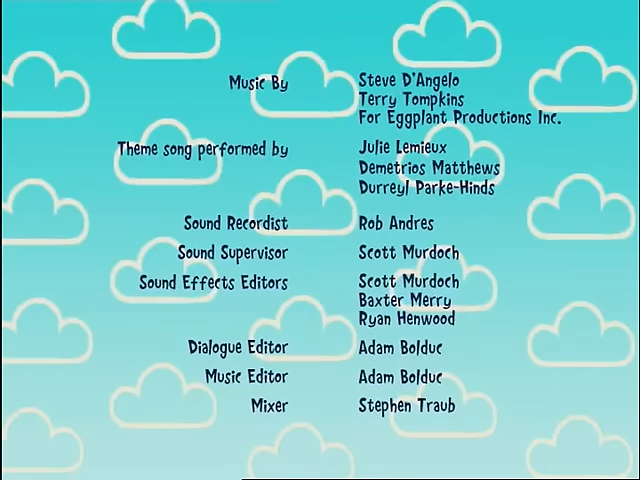 Music By Steve D'Angelo
Terry Tompkins
For Eggplant Productions Inc.
Theme song performed by Julie Lemieux
Demetrios Matthews
Durreyl Parke-Hinds
Sound Recordist Rob Andres
Sound Supervisor Scott Murdoch
Sound Effects Editors Scott Murdoch
Baxter Merry
Ryan Henwood
Dialogue Editor Adam Bolduc
Music Editor Adam Bolduc
Mixer Stephen Traub